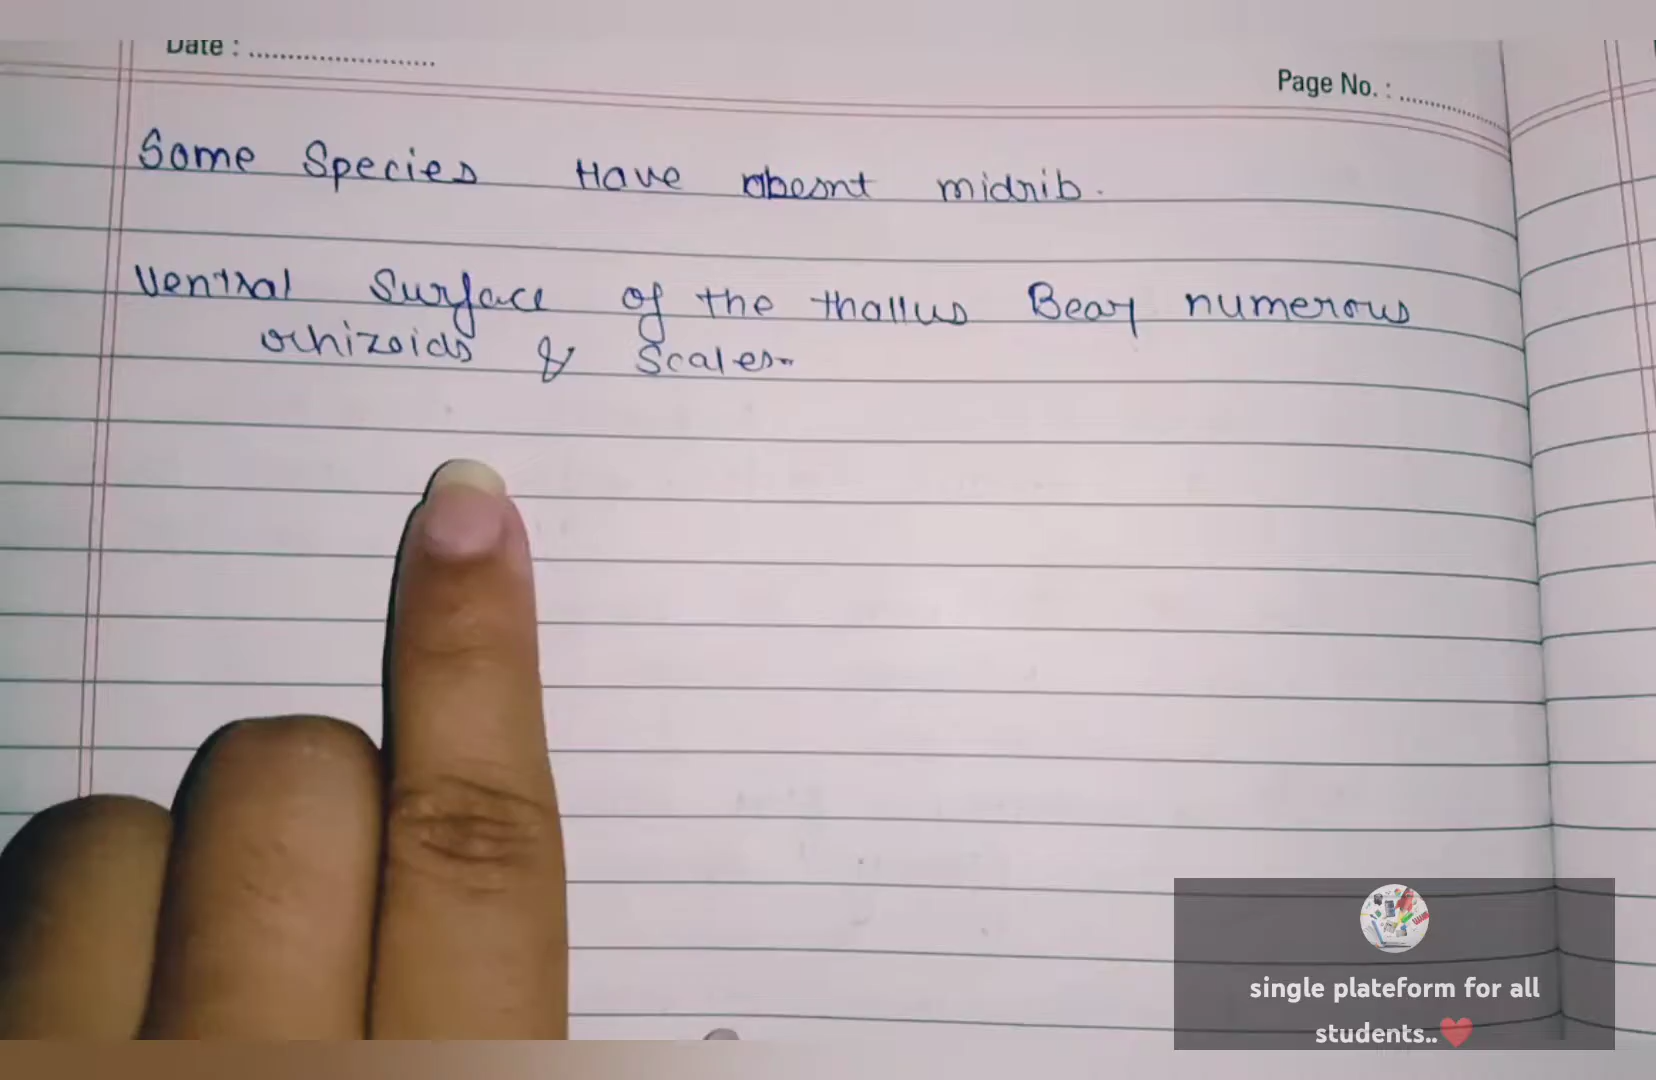 Date : ........................
Page No. : ................
Some Species Have abesnt midrib.
Ventral Surface of the thallus Bear numerous
rhizoids & Scales
single plateform for all
students..❤️